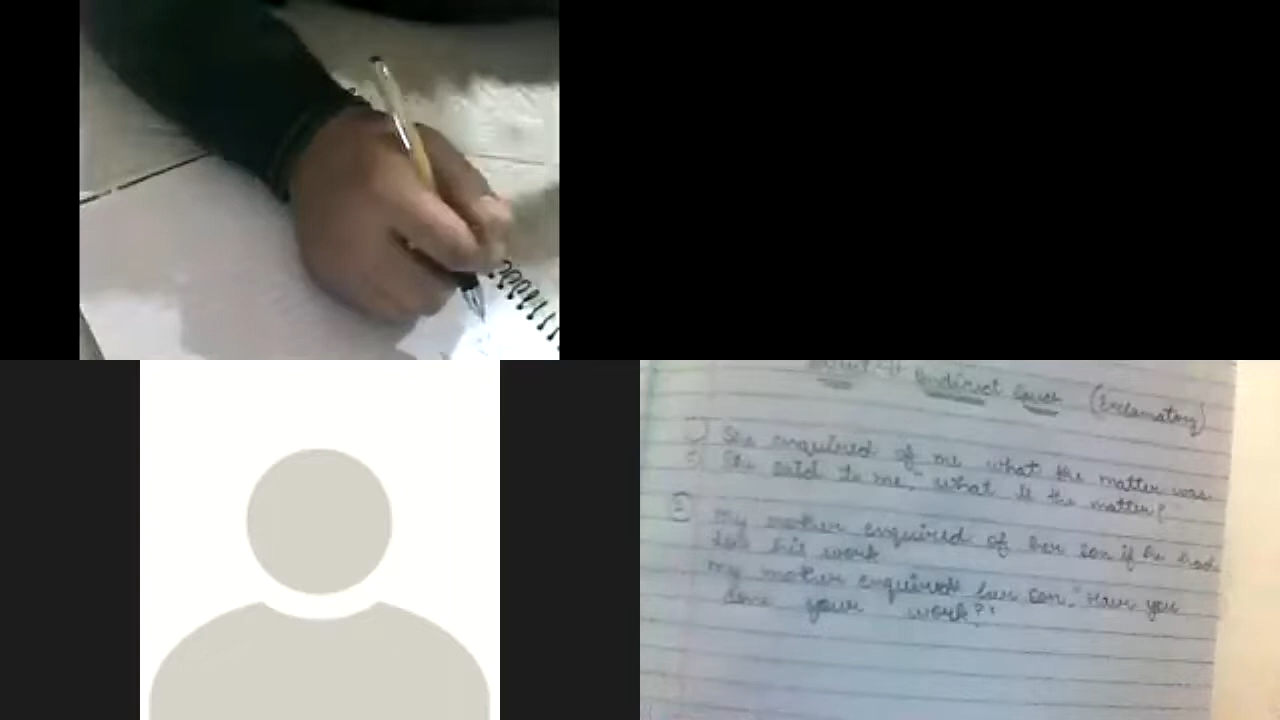 Indirect Speech (Exclamatory)
She enquired of me what the matter was.
She said to me, "what is the matter?
2) My mother enquired of her son if he had
his work
My mother enquired her son, "Have you
done your work?"